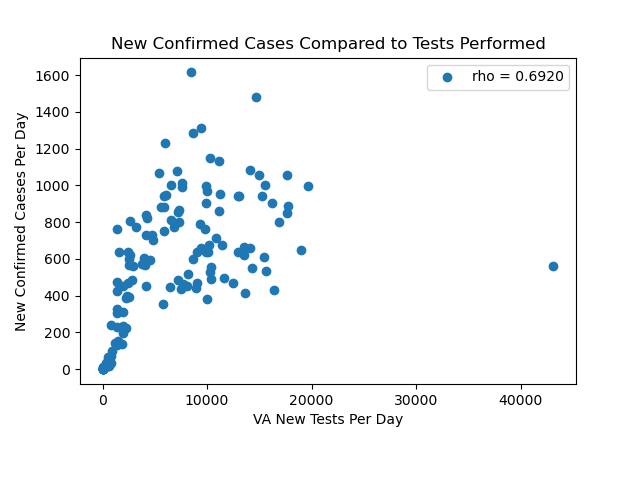 New Confirmed Cases Compared to Tests Performed
rho = 0.6920
1600
1400
1200
1000
800
600
400
200
0
New Confirmed Caeses Per Day
0 10000 20000 30000 40000
VA New Tests Per Day